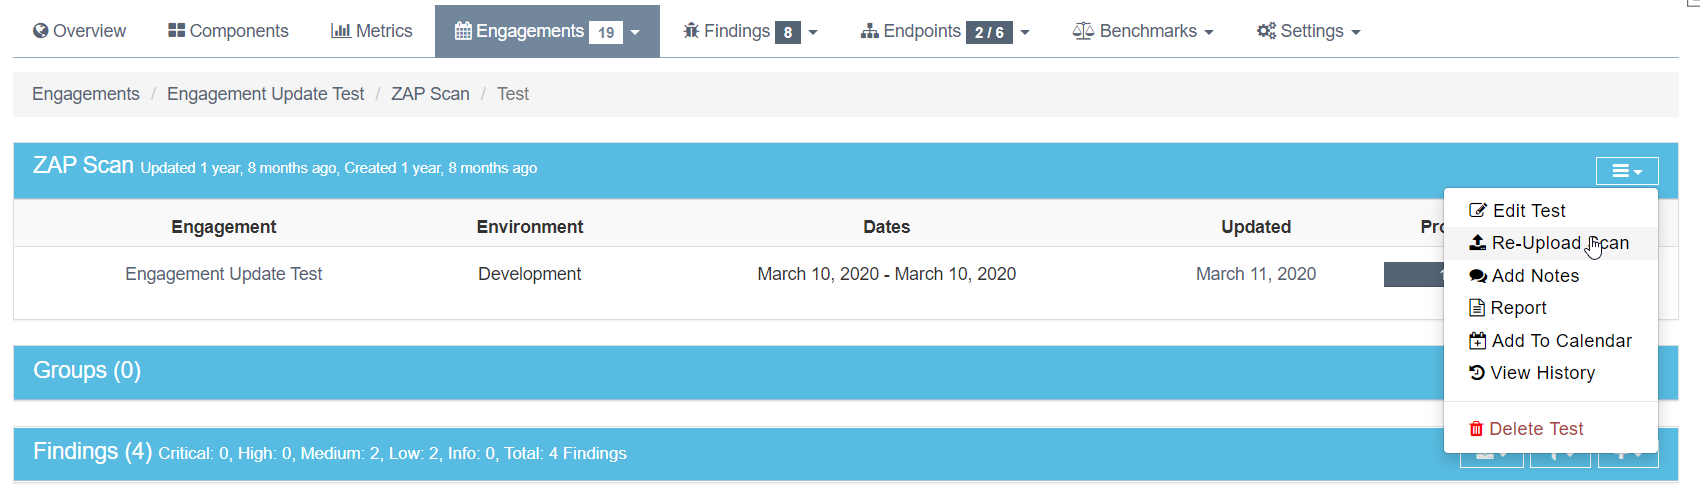 Overview Components Metrics Engagements 19 Findings 8 Endpoints 2 / 6 Benchmarks Settings
Engagements / Engagement Update Test / ZAP Scan / Test
ZAP Scan Updated 1 year, 8 months ago, Created 1 year, 8 months ago
Engagement Environment Dates Updated
Engagement Update Test Development March 10, 2020 - March 10, 2020 March 11, 2020
Edit Test
Re-Upload Scan
Add Notes
Report
Add To Calendar
View History
Delete Test
Groups (0)
Findings (4) Critical: 0, High: 0, Medium: 2, Low: 2, Info: 0, Total: 4 Findings